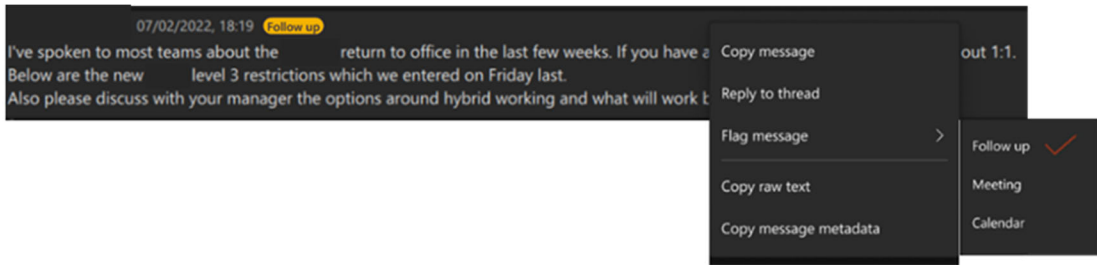 07/02/2022, 18:19 Follow up
I've spoken to most teams about the return to office in the last few weeks. If you have a out 1:1.
Below are the new level 3 restrictions which we entered on Friday last.
Also please discuss with your manager the options around hybrid working and what will work
Copy message
Reply to thread
Flag message
Copy raw text
Copy message metadata
Follow up
Meeting
Calendar